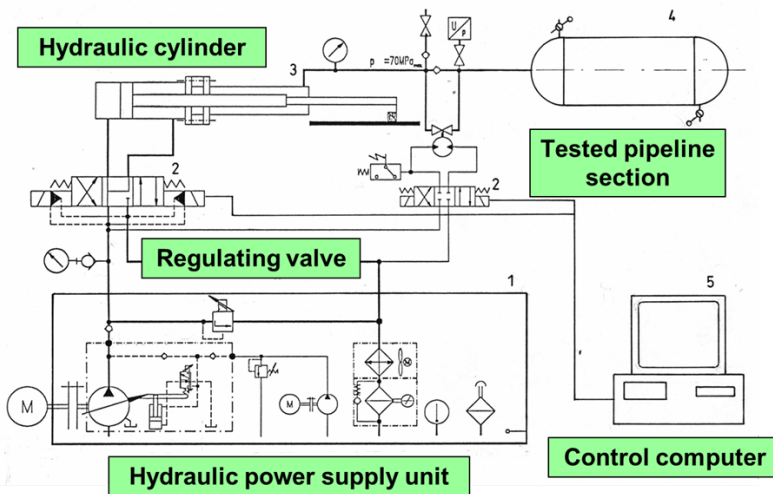 Hydraulic cylinder
4
U
p
3
p = 70MPa max
Tested pipeline
section
2
2
Regulating valve
1
5
M
M
M
Hydraulic power supply unit
Control computer